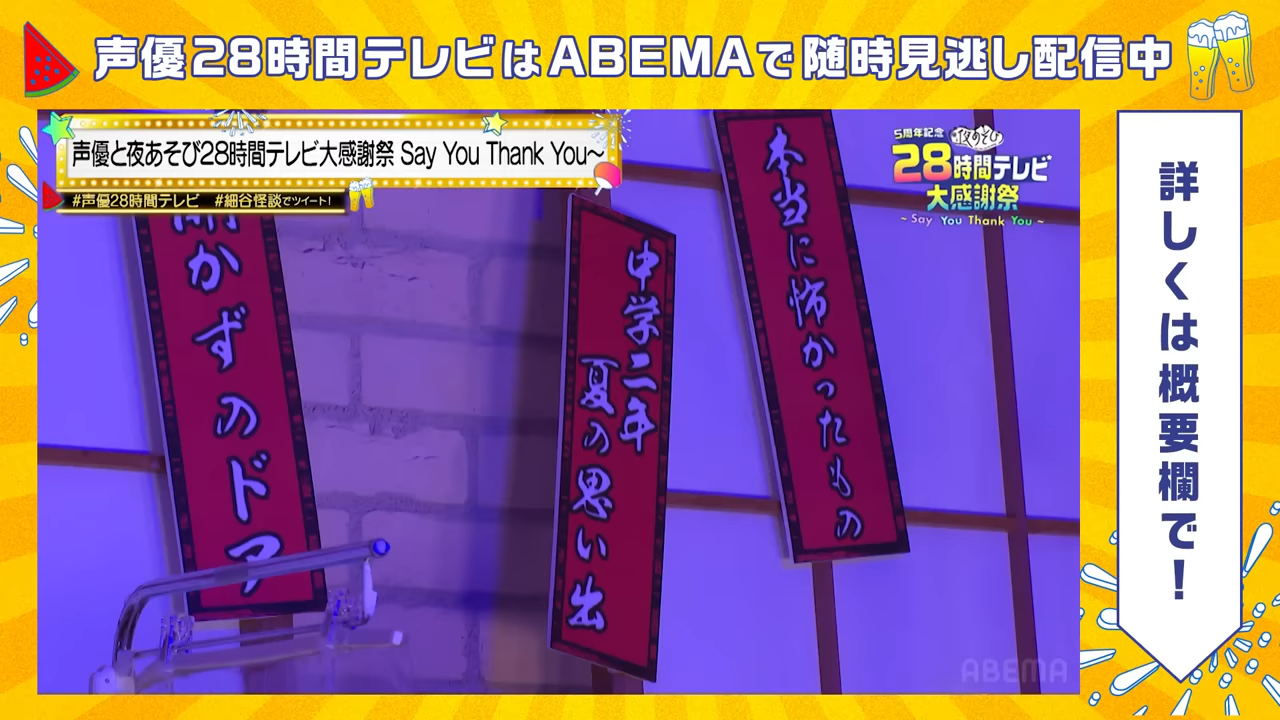 声優28時間テレビはABEMAで随時見逃し配信中
声優と夜あそび28時間テレビ大感謝祭 Say You Thank You～
#声優28時間テレビ #細谷怪談でツイート!
5周年記念 夜あそび
28時間テレビ
大感謝祭
~ Say You Thank You ~
本当に怖かったもの
中学二年
夏の思い出
開かずのドア
詳しくは概要欄で!
ABEMA